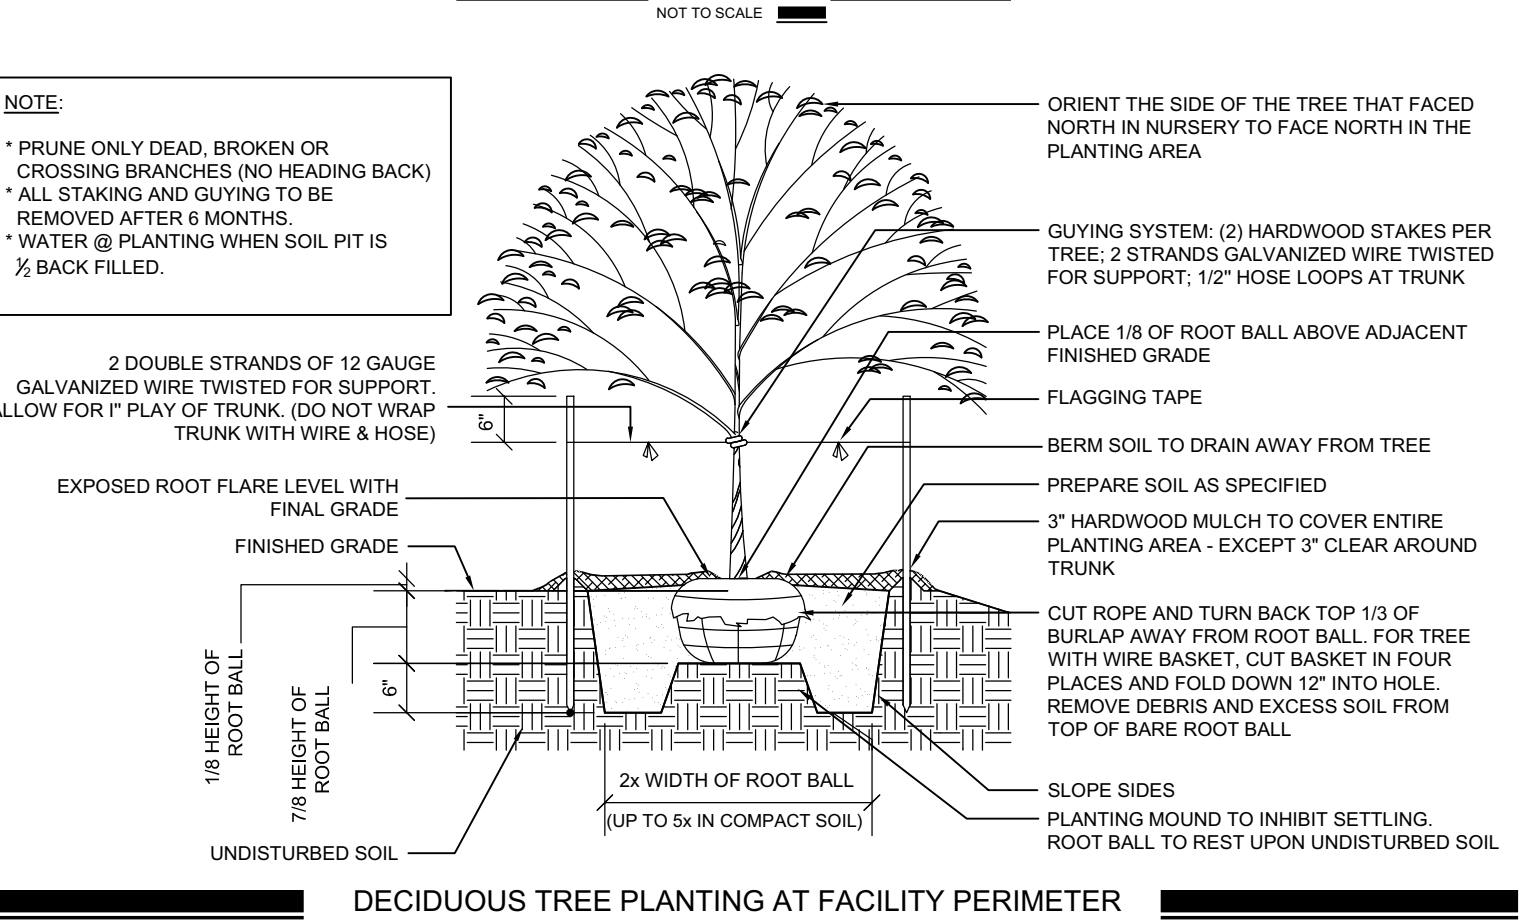 NOT TO SCALE
NOTE:
* PRUNE ONLY DEAD, BROKEN OR
CROSSING BRANCHES (NO HEADING BACK)
* ALL STAKING AND GUYING TO BE
REMOVED AFTER 6 MONTHS.
* WATER @ PLANTING WHEN SOIL PIT IS
½ BACK FILLED.
2 DOUBLE STRANDS OF 12 GAUGE
GALVANIZED WIRE TWISTED FOR SUPPORT.
ALLOW FOR I" PLAY OF TRUNK. (DO NOT WRAP
TRUNK WITH WIRE & HOSE)
6"
EXPOSED ROOT FLARE LEVEL WITH
FINAL GRADE
FINISHED GRADE
1/8 HEIGHT OF
ROOT BALL
7/8 HEIGHT OF
ROOT BALL
6"
UNDISTURBED SOIL
2x WIDTH OF ROOT BALL
(UP TO 5x IN COMPACT SOIL)
ORIENT THE SIDE OF THE TREE THAT FACED
NORTH IN NURSERY TO FACE NORTH IN THE
PLANTING AREA
GUYING SYSTEM: (2) HARDWOOD STAKES PER
TREE; 2 STRANDS GALVANIZED WIRE TWISTED
FOR SUPPORT; 1/2" HOSE LOOPS AT TRUNK
PLACE 1/8 OF ROOT BALL ABOVE ADJACENT
FINISHED GRADE
FLAGGING TAPE
BERM SOIL TO DRAIN AWAY FROM TREE
PREPARE SOIL AS SPECIFIED
3" HARDWOOD MULCH TO COVER ENTIRE
PLANTING AREA - EXCEPT 3" CLEAR AROUND
TRUNK
CUT ROPE AND TURN BACK TOP 1/3 OF
BURLAP AWAY FROM ROOT BALL. FOR TREE
WITH WIRE BASKET, CUT BASKET IN FOUR
PLACES AND FOLD DOWN 12" INTO HOLE.
REMOVE DEBRIS AND EXCESS SOIL FROM
TOP OF BARE ROOT BALL
SLOPE SIDES
PLANTING MOUND TO INHIBIT SETTLING.
ROOT BALL TO REST UPON UNDISTURBED SOIL
DECIDUOUS TREE PLANTING AT FACILITY PERIMETER